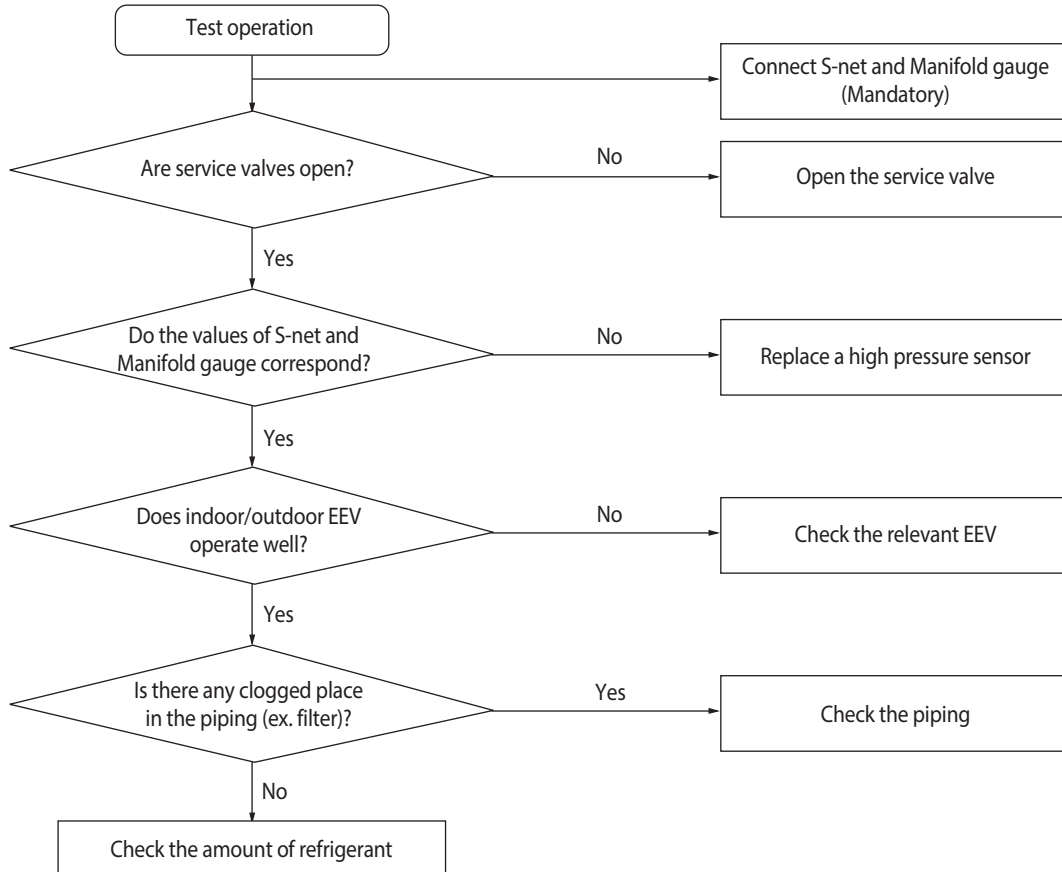 Test operation
Connect S-net and Manifold gauge
(Mandatory)
Are service valves open?
No
Open the service valve
Yes
Do the values of S-net and
Manifold gauge correspond?
No
Replace a high pressure sensor
Yes
Does indoor/outdoor EEV
operate well?
No
Check the relevant EEV
Yes
Is there any clogged place
in the piping (ex. filter)?
Yes
Check the piping
No
Check the amount of refrigerant